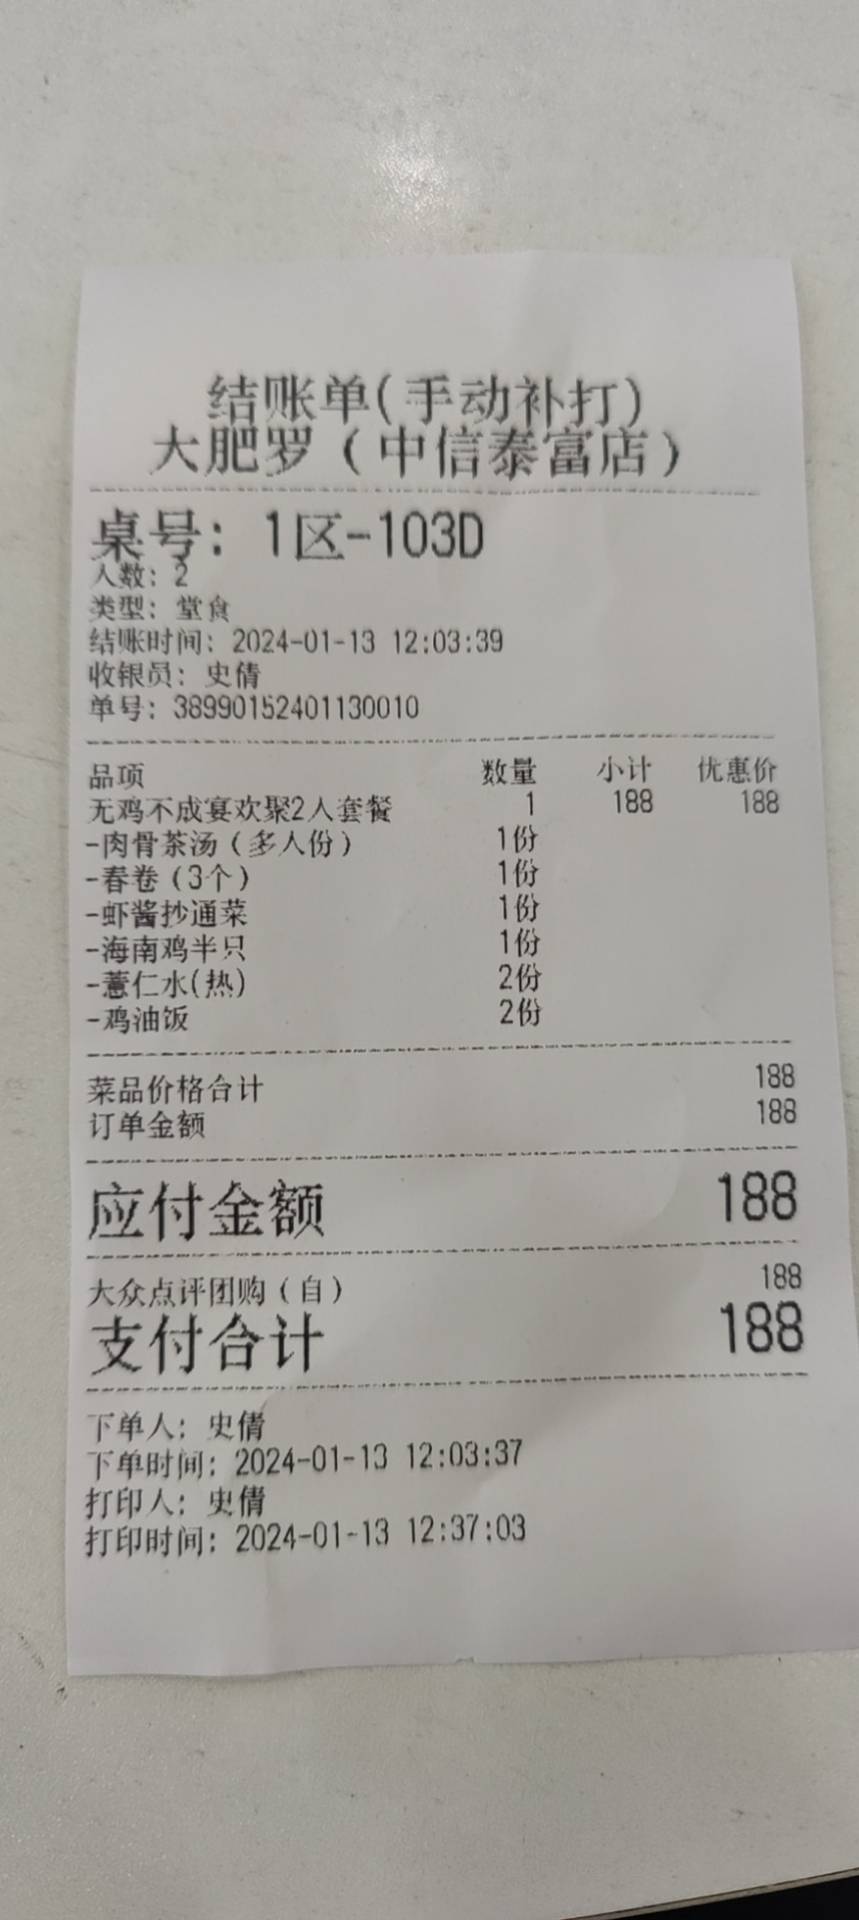 结账单(手动补打)
大肥罗（中信泰富店）
桌号: 1区-103D
人数: 2
类型: 堂食
结账时间: 2024-01-13 12:03:39
收银员: 史倩
单号: 38990152401130010
品项 数量 小计 优惠价
无鸡不成宴欢聚2人套餐 1 188 188
-肉骨茶汤（多人份） 1份
-春卷（3个） 1份
-虾酱抄通菜 1份
-海南鸡半只 1份
-薏仁水(热) 2份
-鸡油饭 2份
菜品价格合计 188
订单金额 188
应付金额 188
大众点评团购（自） 188
支付合计 188
下单人: 史倩
下单时间: 2024-01-13 12:03:37
打印人: 史倩
打印时间: 2024-01-13 12:37:03